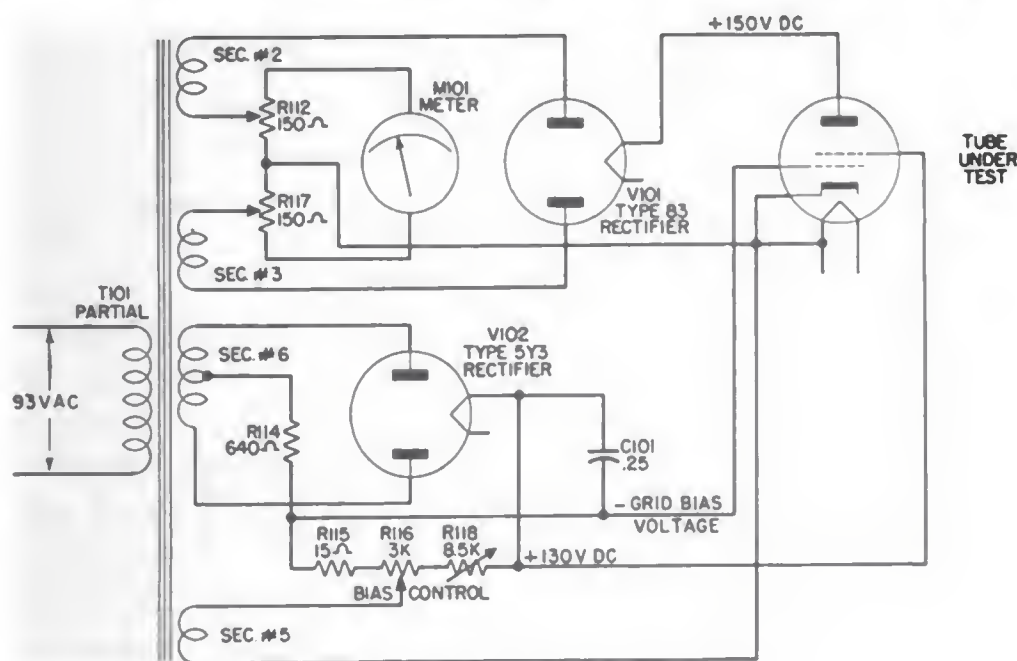 +150V DC
SEC. #2
M101
METER
R112
150Ω
TUBE
UNDER
TEST
R117
150Ω
V101
TYPE 83
RECTIFIER
SEC. #3
T101
PARTIAL
V102
TYPE 5Y3
RECTIFIER
SEC. #6
93VAC
R114
640Ω
C101
.25
- GRID BIAS
VOLTAGE
R115
15Ω
R116
3K
R118
8.5K
+130V DC
BIAS CONTROL
SEC. #5